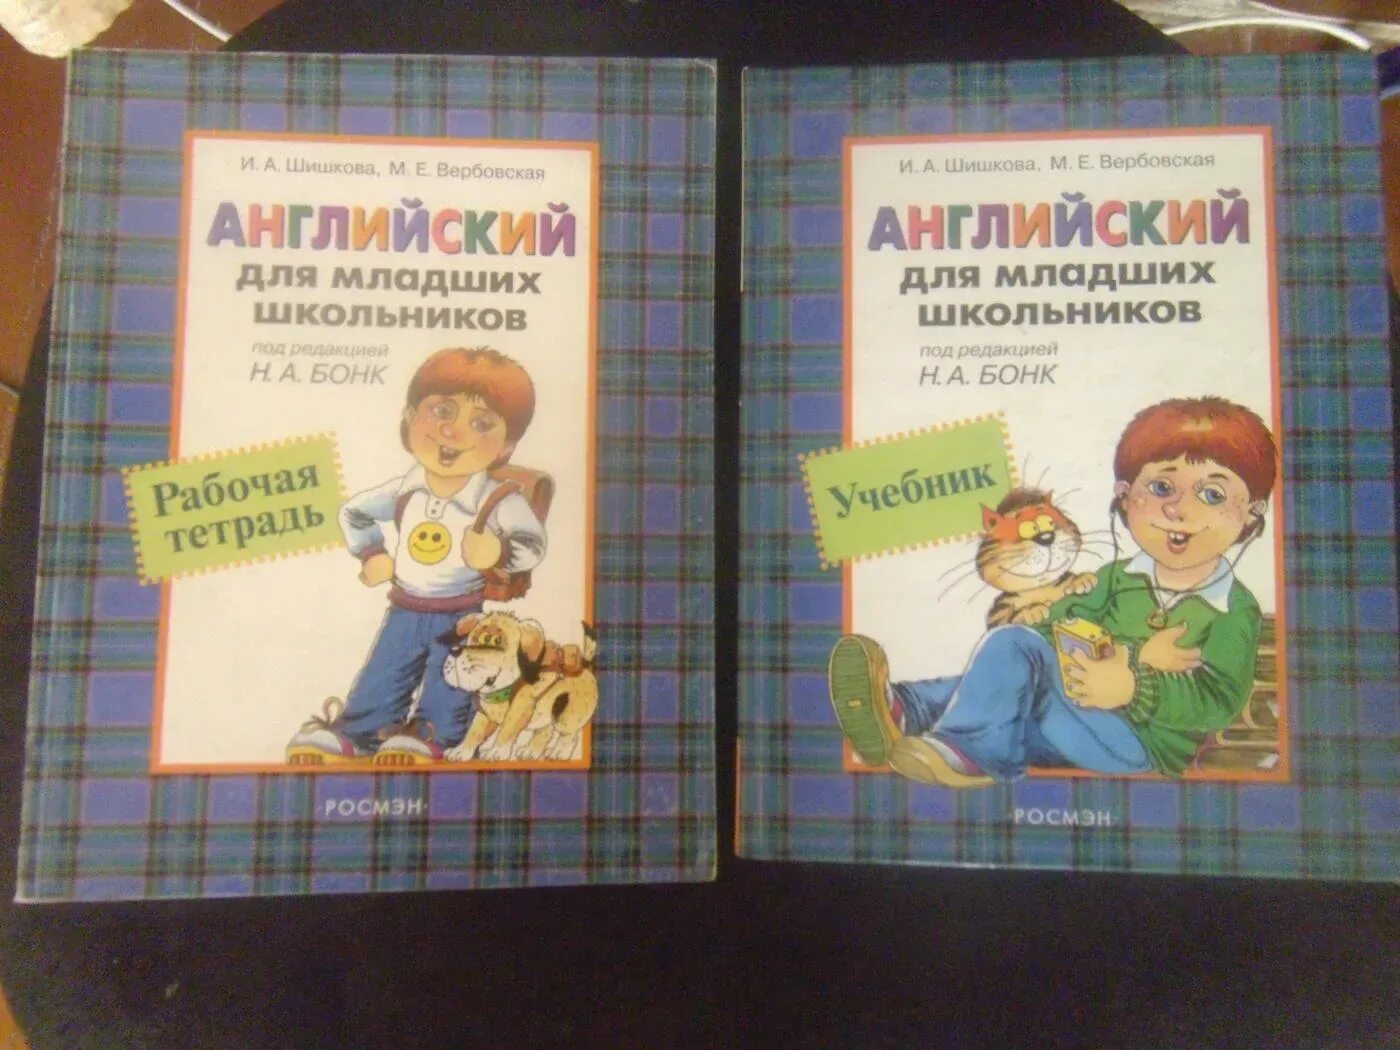 И. А. Шишкова, М. Е. Вербовская
АНГЛИЙСКИЙ
для младших
школьников
под редакцией
Н. А. БОНК
Рабочая
тетрадь
·РОСМЭН·
И. А. Шишкова, М. Е. Вербовская
АНГЛИЙСКИЙ
для младших
школьников
под редакцией
Н. А. БОНК
Учебник
·РОСМЭН·